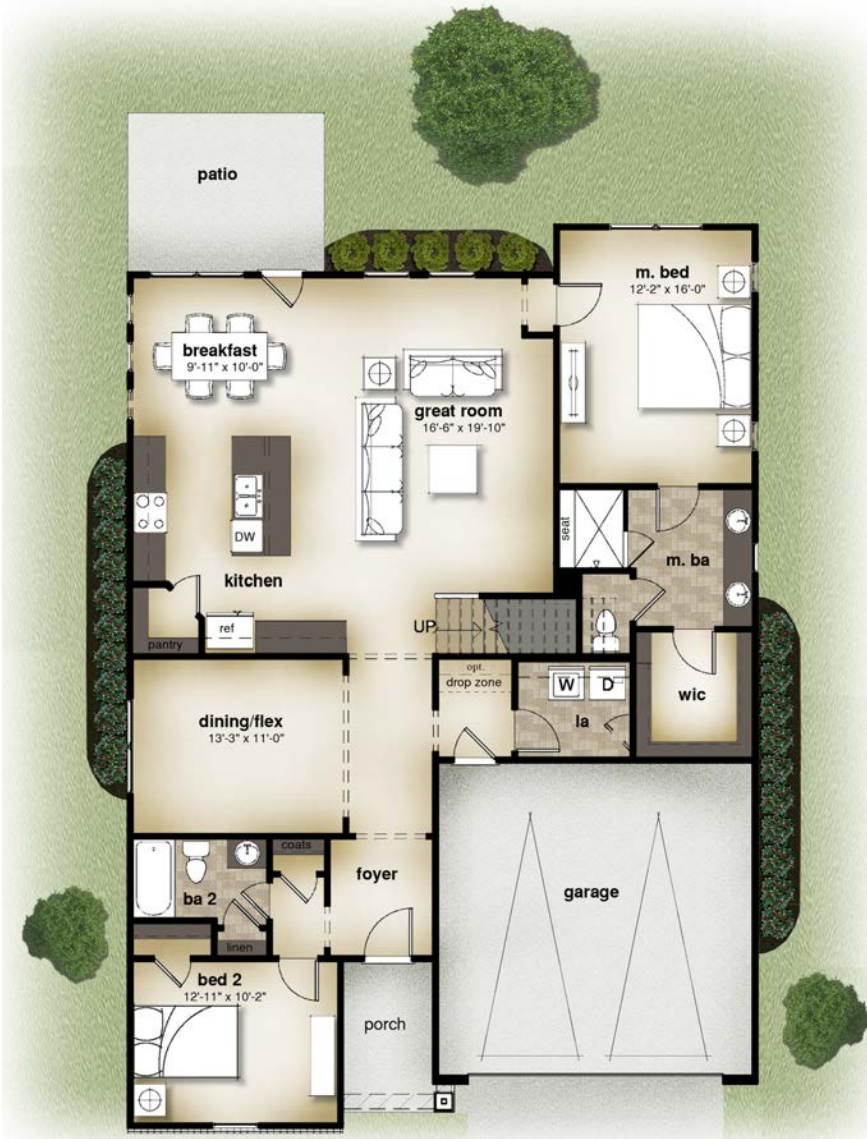 patio
m. bed
12'-2" x 16'-0"
breakfast
9'-11" x 10'-0"
great room
16'-6" x 19'-10"
DW
seat
m. ba
kitchen
ref
pantry
UP
opt.
drop zone
W
D
la
wic
dining/flex
13'-3" x 11'-0"
coats
ba 2
foyer
garage
linen
bed 2
12'-11" x 10'-2"
porch